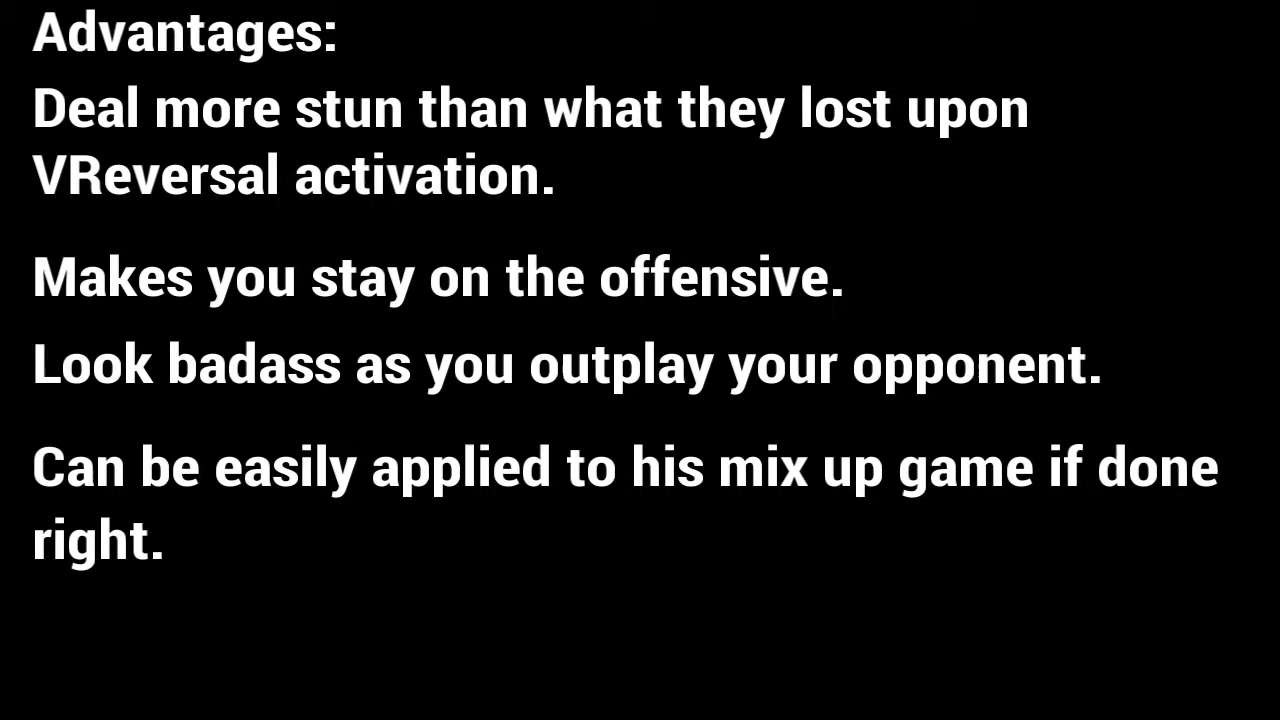 Advantages:
Deal more stun than what they lost upon
VReversal activation.
Makes you stay on the offensive.
Look badass as you outplay your opponent.
Can be easily applied to his mix up game if done
right.